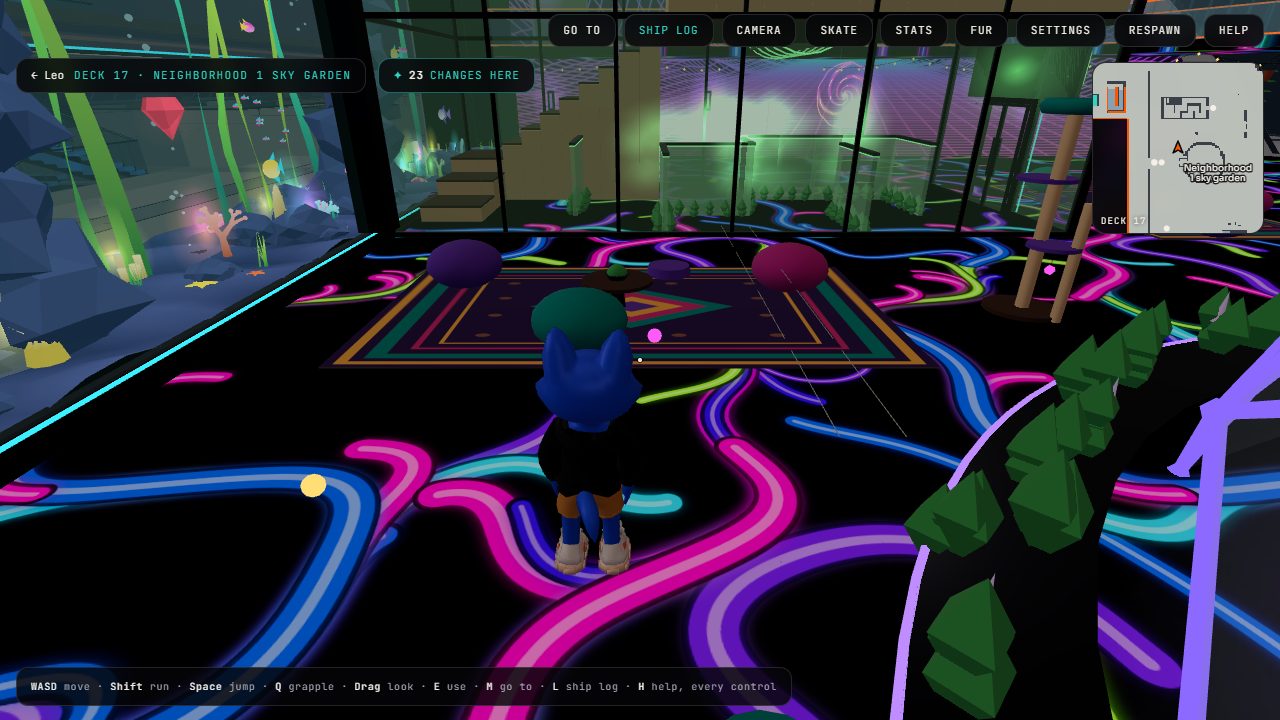 GO TO
SHIP LOG
CAMERA
SKATE
STATS
FUR
SETTINGS
RESPAWN
HELP
← Leo DECK 17 · NEIGHBORHOOD 1 SKY GARDEN
✦ 23 CHANGES HERE
Neighborhood
1 sky garden
DECK 17
WASD move · Shift run · Space jump · Q grapple · Drag look · E use · M go to · L ship log · H help, every control